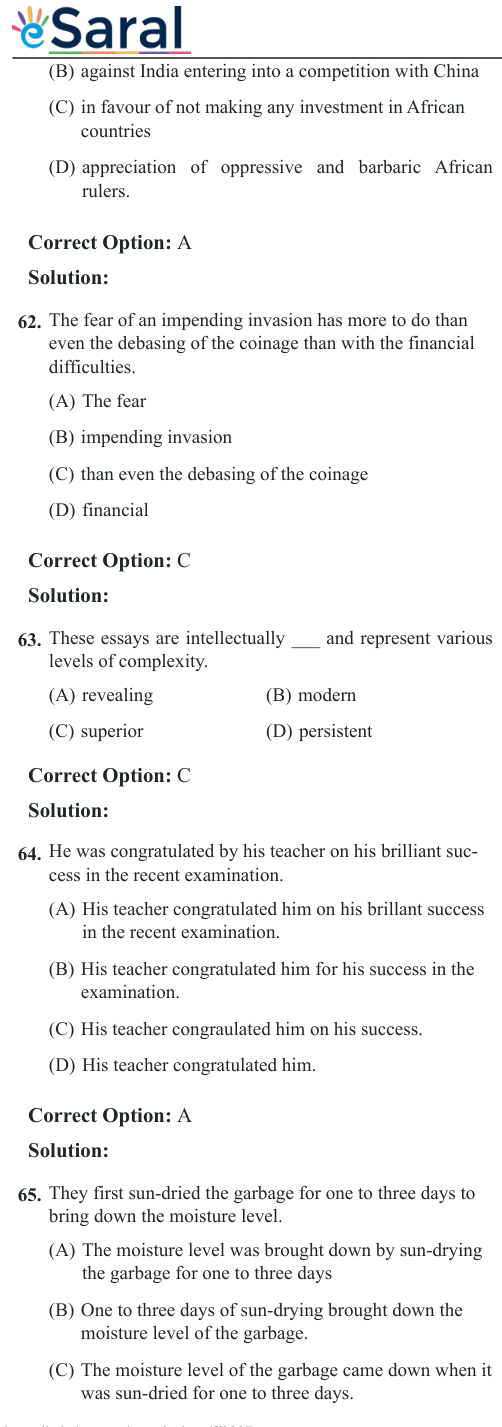 eSaral
(B) against India entering into a competition with China
(C) in favour of not making any investment in African
countries
(D) appreciation of oppressive and barbaric African
rulers.
Correct Option: A
Solution:
62. The fear of an impending invasion has more to do than
even the debasing of the coinage than with the financial
difficulties.
(A) The fear
(B) impending invasion
(C) than even the debasing of the coinage
(D) financial
Correct Option: C
Solution:
63. These essays are intellectually ___ and represent various
levels of complexity.
(A) revealing (B) modern
(C) superior (D) persistent
Correct Option: C
Solution:
64. He was congratulated by his teacher on his brilliant suc-
cess in the recent examination.
(A) His teacher congratulated him on his brillant success
in the recent examination.
(B) His teacher congratulated him for his success in the
examination.
(C) His teacher congraulated him on his success.
(D) His teacher congratulated him.
Correct Option: A
Solution:
65. They first sun-dried the garbage for one to three days to
bring down the moisture level.
(A) The moisture level was brought down by sun-drying
the garbage for one to three days
(B) One to three days of sun-drying brought down the
moisture level of the garbage.
(C) The moisture level of the garbage came down when it
was sun-dried for one to three days.